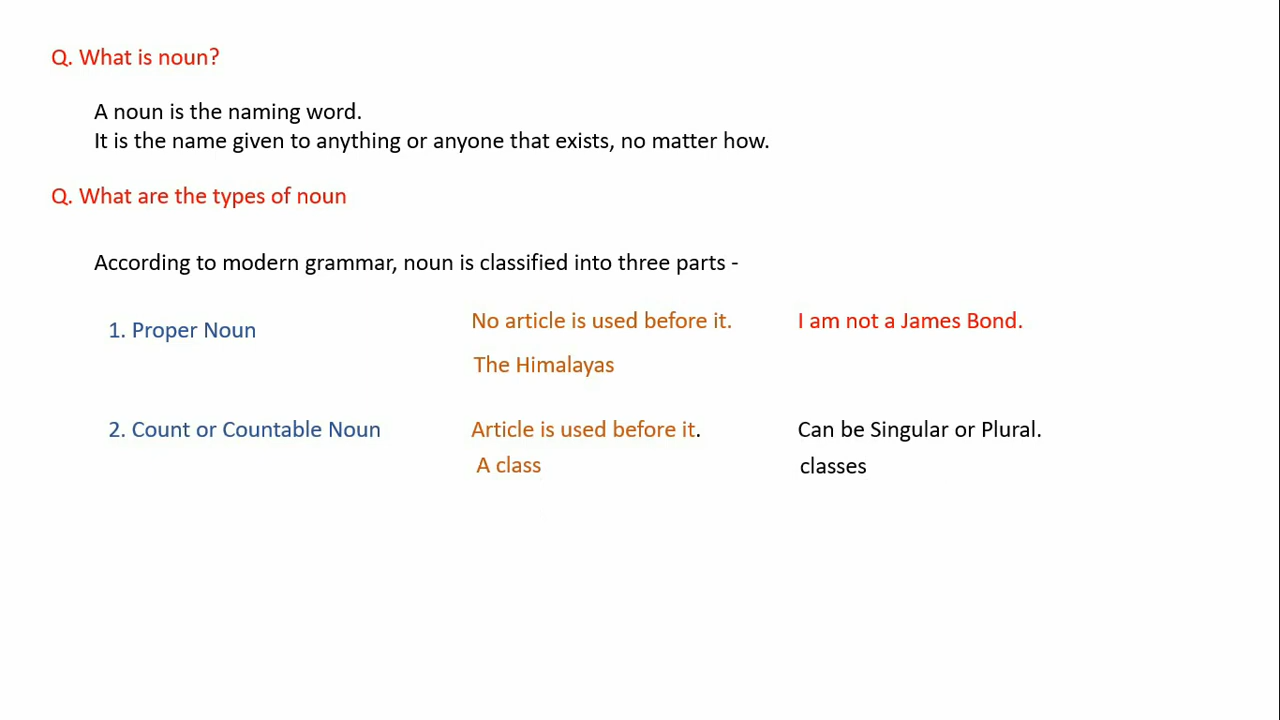 Q. What is noun?
A noun is the naming word.
It is the name given to anything or anyone that exists, no matter how.
Q. What are the types of noun
According to modern grammar, noun is classified into three parts -
1. Proper Noun
No article is used before it.
I am not a James Bond.
The Himalayas
2. Count or Countable Noun
Article is used before it.
Can be Singular or Plural.
A class
classes